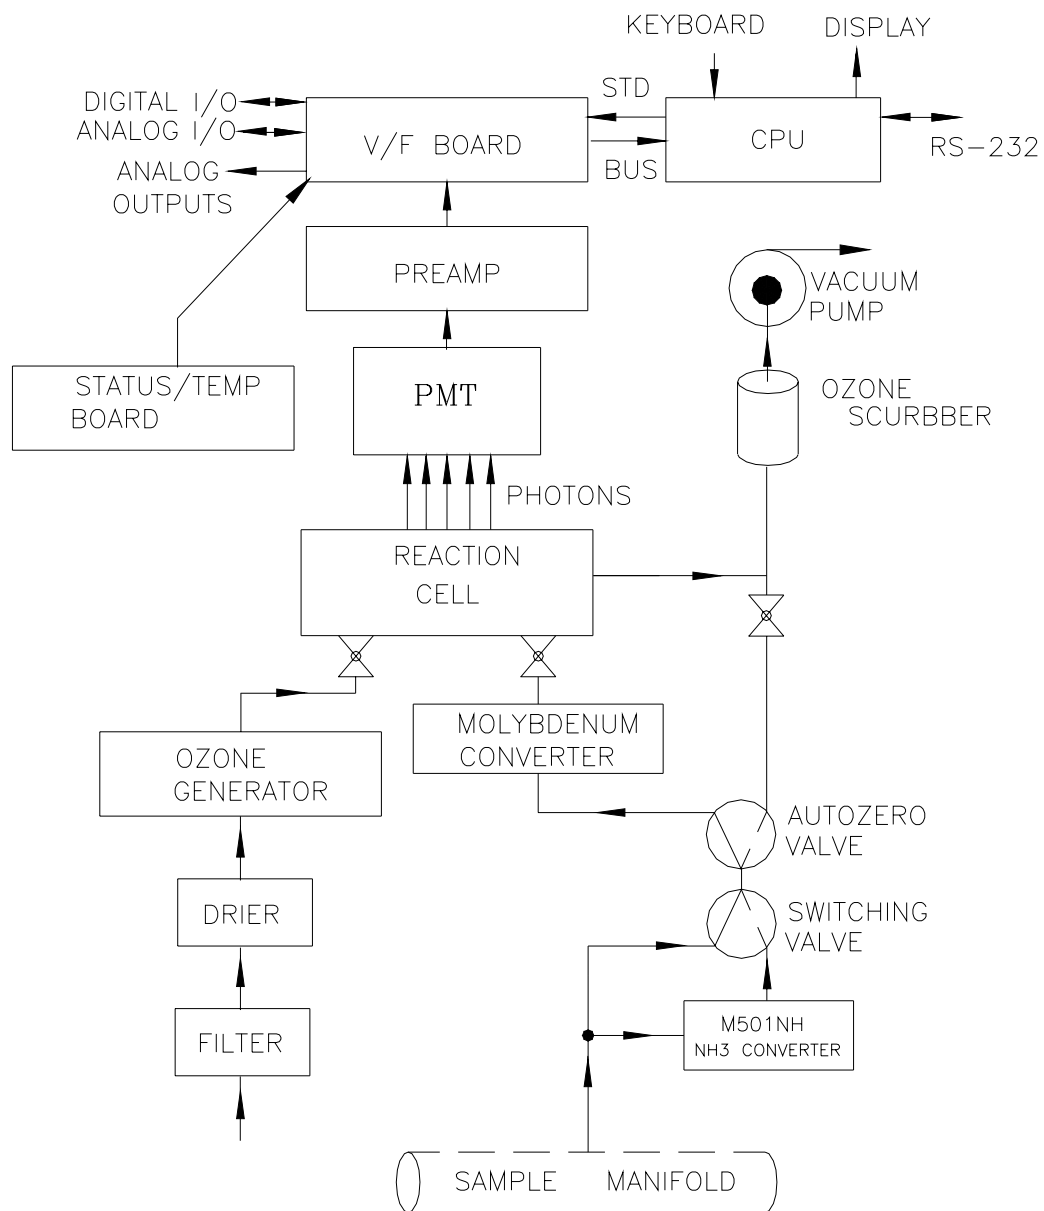 KEYBOARD
DISPLAY
DIGITAL I/O
ANALOG I/O
ANALOG
OUTPUTS
V/F BOARD
STD
BUS
CPU
RS-232
PREAMP
VACUUM
PUMP
STATUS/TEMP
BOARD
PMT
OZONE
SCURBBER
PHOTONS
REACTION
CELL
MOLYBDENUM
CONVERTER
OZONE
GENERATOR
AUTOZERO
VALVE
DRIER
SWITCHING
VALVE
FILTER
M501NH
NH3 CONVERTER
SAMPLE MANIFOLD